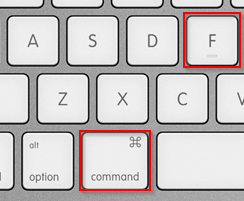 A S D F
Z X C
alt ⌘
option command